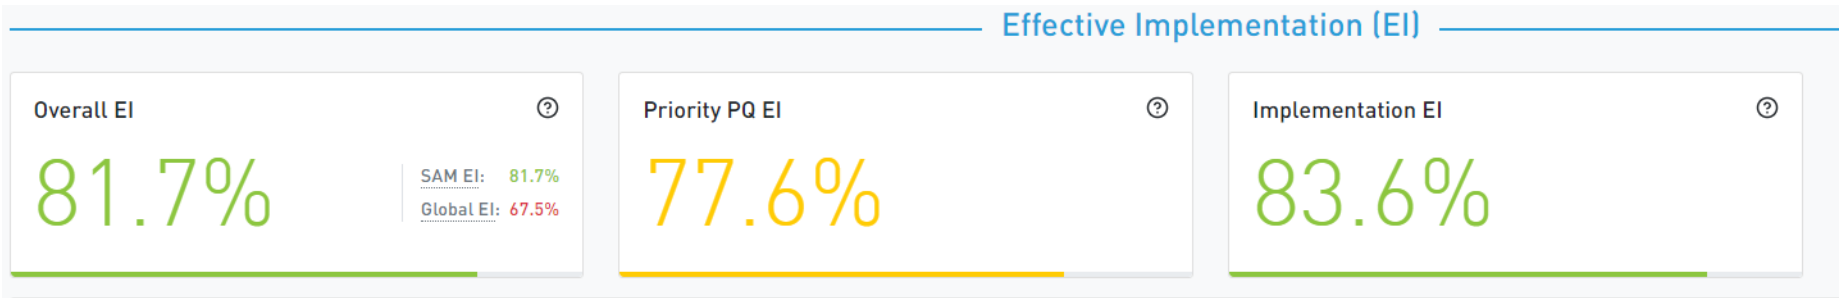 Effective Implementation (EI)
Overall EI
81.7%
SAM EI: 81.7%
Global EI: 67.5%
Priority PQ EI
77.6%
Implementation EI
83.6%